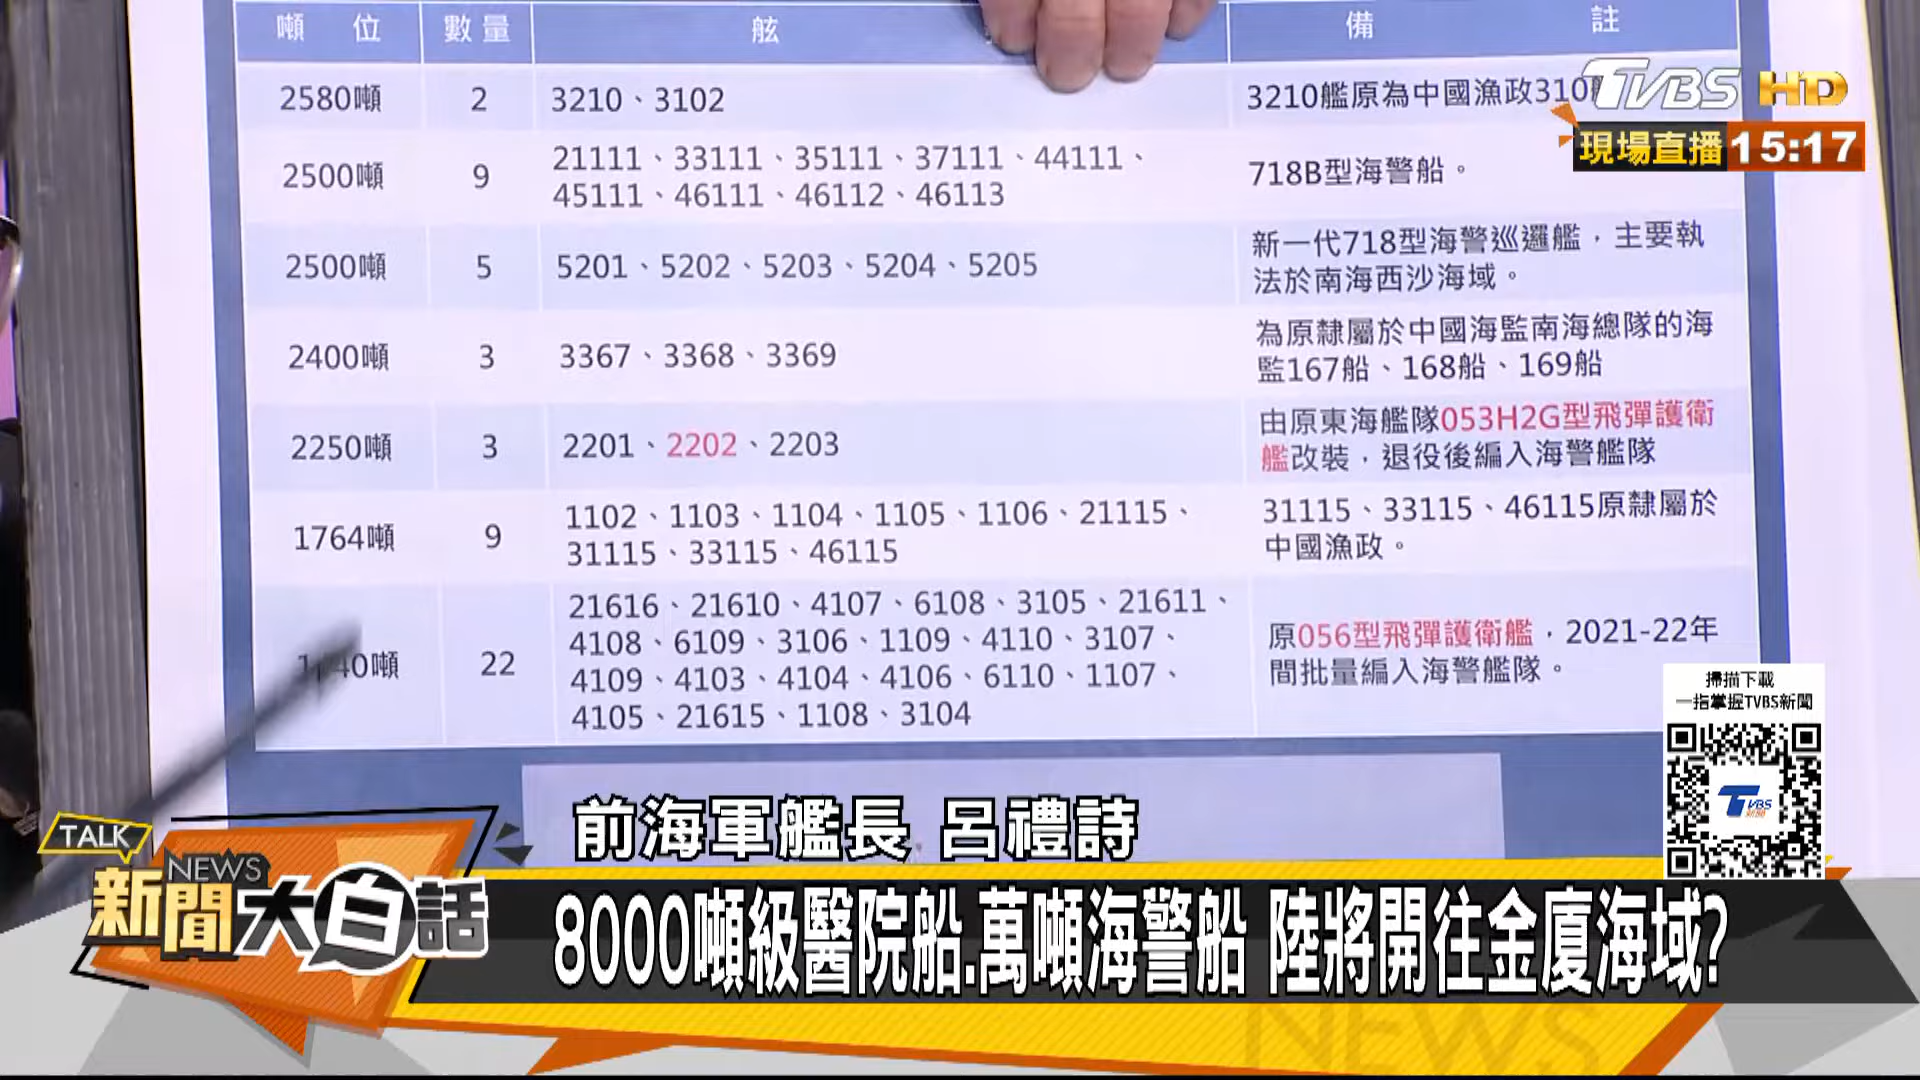 噸 位 數量 舷 備 註
2580噸 2 3210、3102 3210艦原為中國漁政310
2500噸 9 21111、33111、35111、37111、44111、
45111、46111、46112、46113
718B型海警船。
2500噸 5 5201、5202、5203、5204、5205
新一代718型海警巡邏艦，主要執
法於南海西沙海域。
2400噸 3 3367、3368、3369
為原隸屬於中國海監南海總隊的海
監167船、168船、169船
2250噸 3 2201、2202、2203
由原東海艦隊053H2G型飛彈護衛
艦改裝，退役後編入海警艦隊
1764噸 9 1102、1103、1104、1105、1106、21115、
31115、33115、46115
31115、33115、46115原隸屬於
中國漁政。
40噸 22
21616、21610、4107、6108、3105、21611、
4108、6109、3106、1109、4110、3107、
4109、4103、4104、4106、6110、1107、
4105、21615、1108、3104
原056型飛彈護衛艦，2021-22年
間批量編入海警艦隊。
TVBS HD
現場直播 15:17
掃描下載
一指掌握TVBS新聞
TVBS
新聞
前海軍艦長 呂禮詩
TALK
NEWS
新聞大白話
8000噸級醫院船.萬噸海警船 陸將開往金廈海域?
NEWS